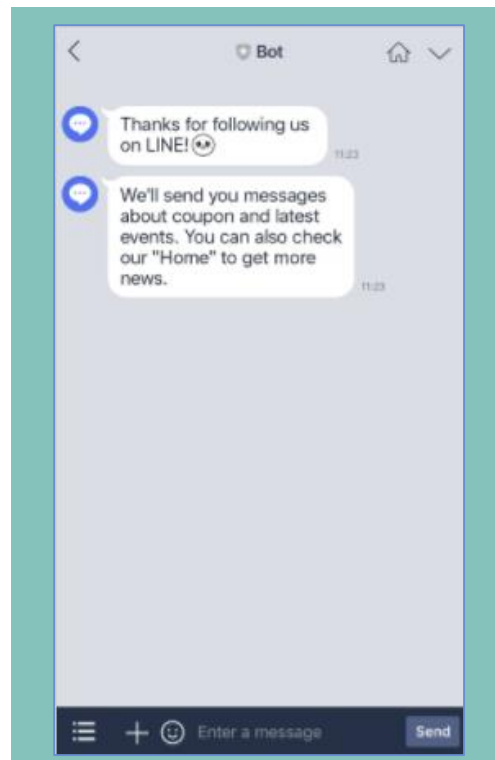 Bot
Thanks for following us
on LINE!
11:23
We'll send you messages
about coupon and latest
events. You can also check
our "Home" to get more
news.
11:23
Enter a message
Send